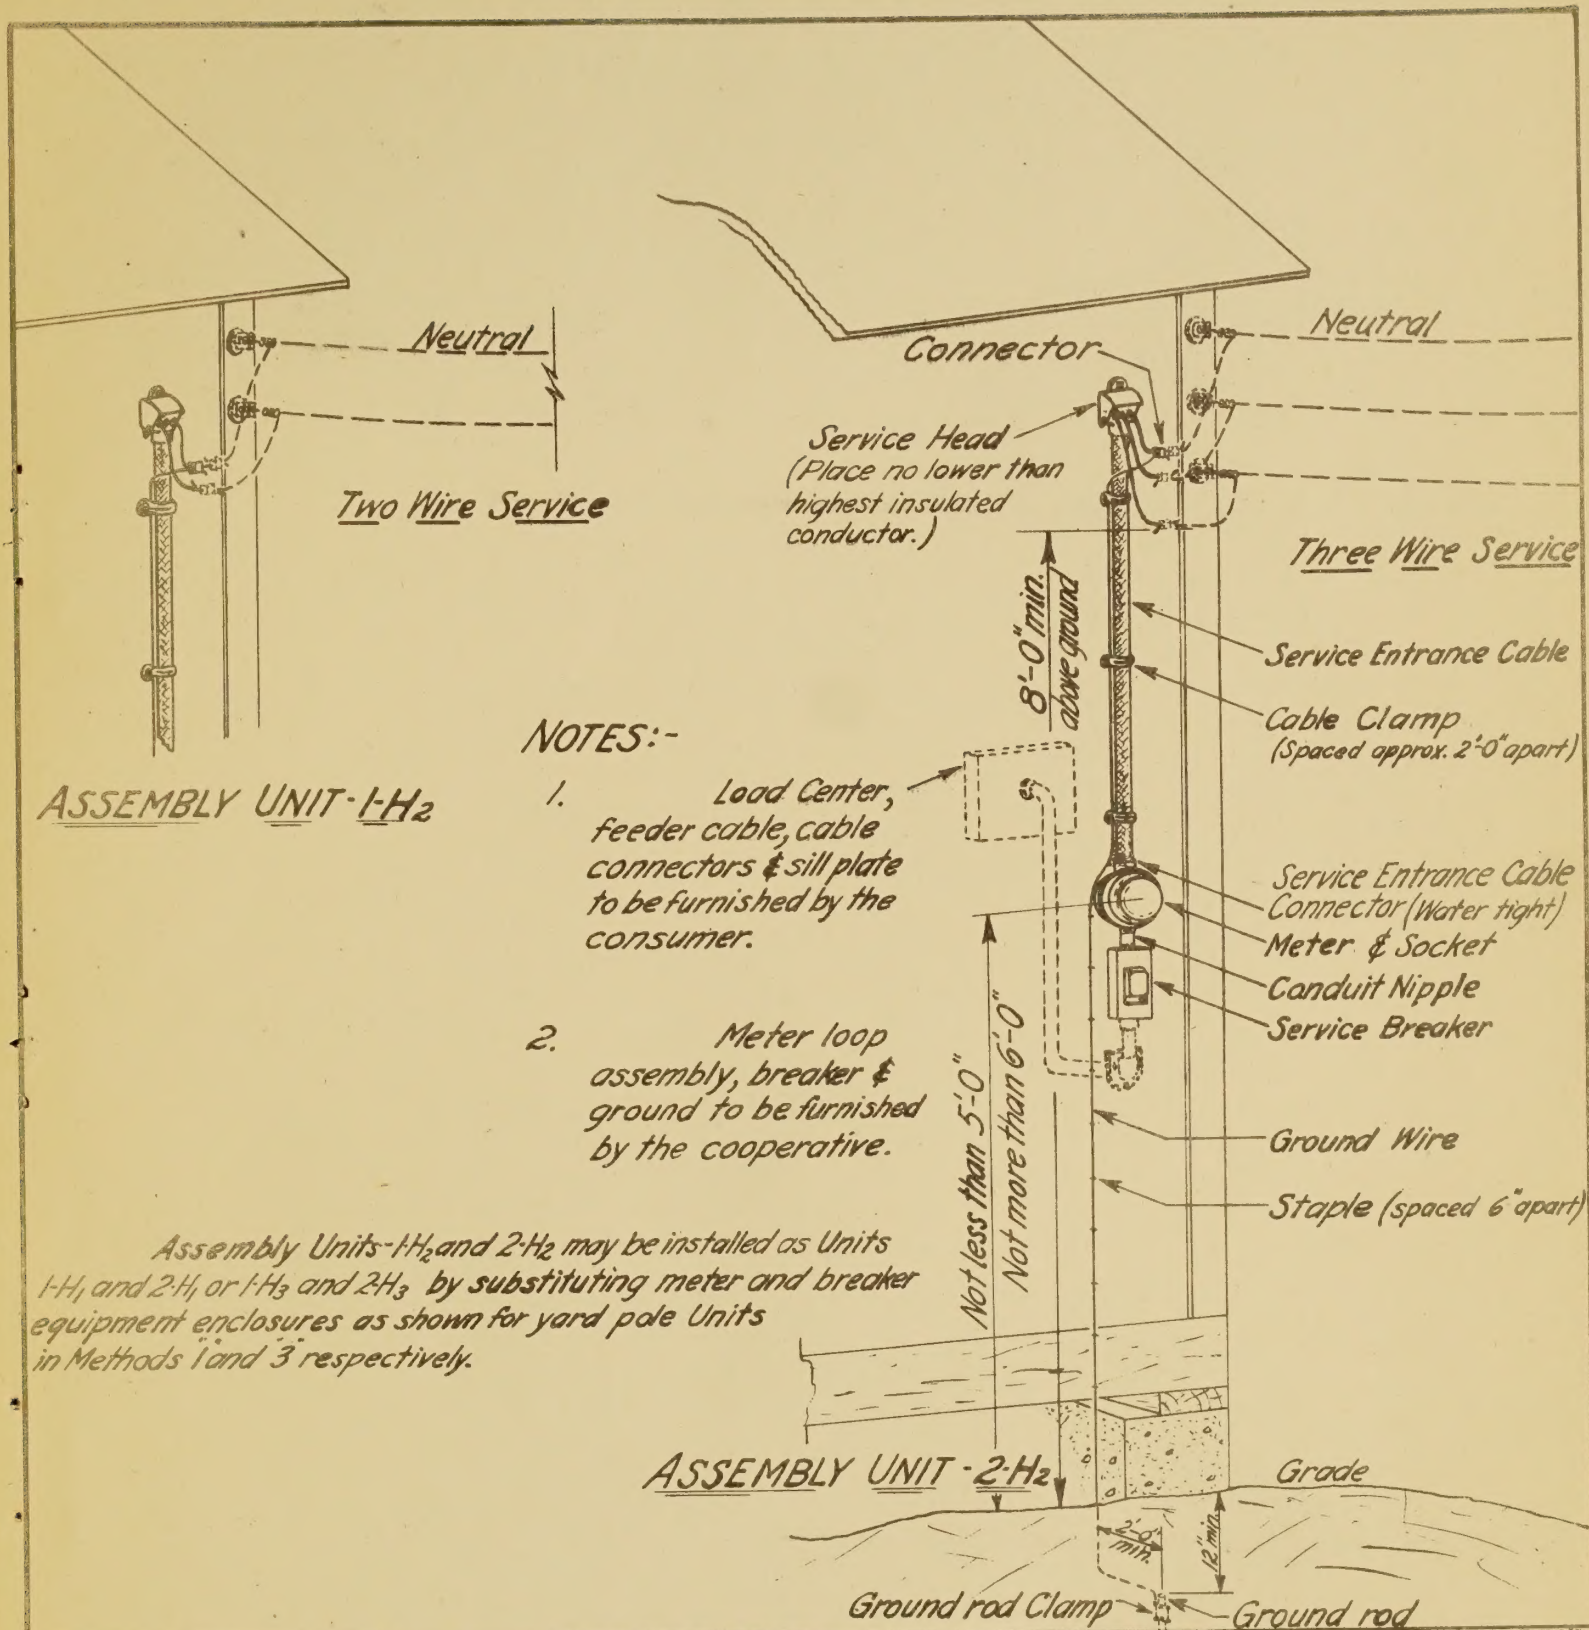 Neutral
Two Wire Service
ASSEMBLY UNIT-1-H2
Neutral
Connector
Service Head
(Place no lower than
highest insulated
conductor.)
Three Wire Service
8'-0" min.
above ground
Service Entrance Cable
Cable Clamp
(Spaced approx. 2'-0" apart)
Service Entrance Cable
Connector (Water tight)
Meter & Socket
Conduit Nipple
Service Breaker
Ground Wire
Staple (spaced 6" apart)
NOTES:-
1. Load Center,
feeder cable, cable
connectors & sill plate
to be furnished by the
consumer.
2. Meter loop
assembly, breaker &
ground to be furnished
by the cooperative.
Not less than 5'-0"
Not more than 6'-0"
Assembly Units-1-H2 and 2-H2 may be installed as Units
1-H1 and 2-H1 or 1-H3 and 2-H3 by substituting meter and breaker
equipment enclosures as shown for yard pole Units
in Methods "1" and "3" respectively.
ASSEMBLY UNIT-2-H2
Grade
2'-0"
min.
12" min.
Ground rod Clamp
Ground rod